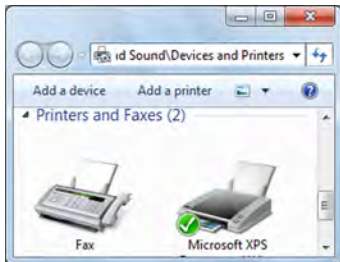 id Sound\Devices and Printers
Add a device Add a printer
Printers and Faxes (2)
Fax Microsoft XPS